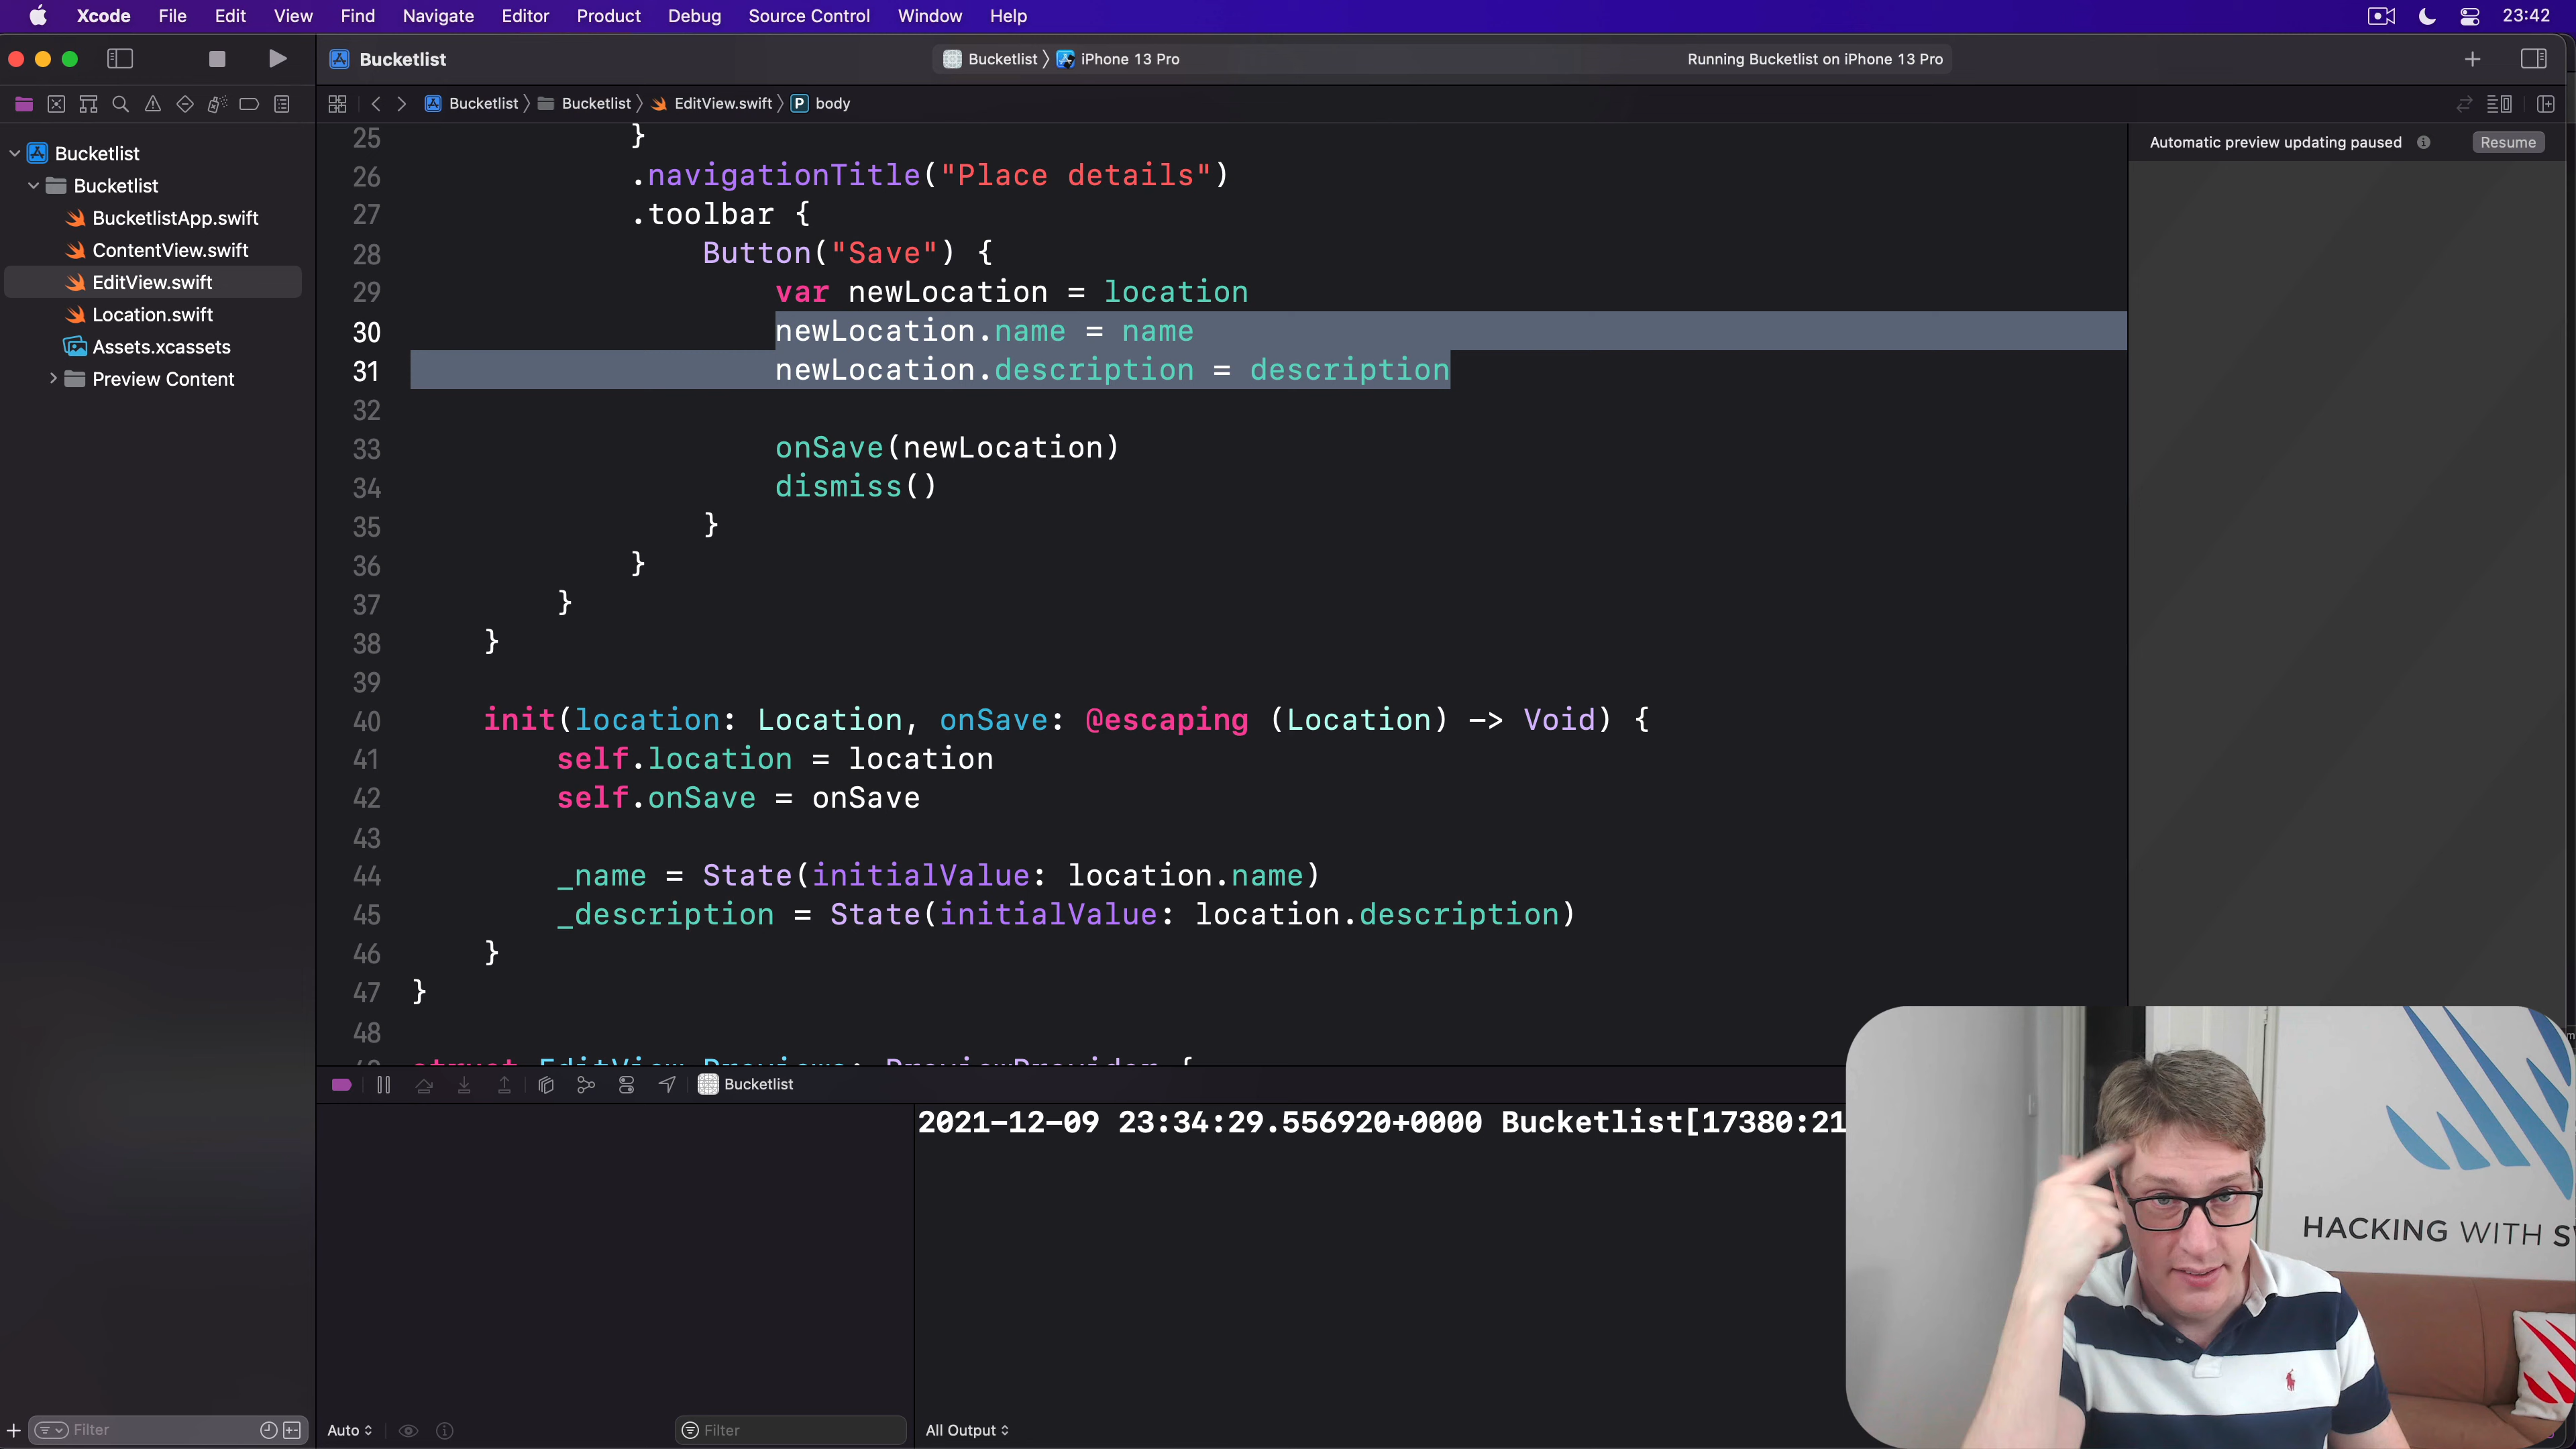 Xcode File Edit View Find Navigate Editor Product Debug Source Control Window Help 23:42
Bucketlist Bucketlist iPhone 13 Pro Running Bucketlist on iPhone 13 Pro
Bucketlist Bucketlist EditView.swift P body
Automatic preview updating paused Resume
Bucketlist
Bucketlist
BucketlistApp.swift
ContentView.swift
EditView.swift
Location.swift
Assets.xcassets
Preview Content
25 }
26 .navigationTitle("Place details")
27 .toolbar {
28 Button("Save") {
29 var newLocation = location
30 newLocation.name = name
31 newLocation.description = description
32
33 onSave(newLocation)
34 dismiss()
35 }
36 }
37 }
38 }
39
40 init(location: Location, onSave: @escaping (Location) -> Void) {
41 self.location = location
42 self.onSave = onSave
43
44 _name = State(initialValue: location.name)
45 _description = State(initialValue: location.description)
46 }
47 }
48
struct EditView_Previews: PreviewProvider {
Bucketlist
2021-12-09 23:34:29.556920+0000 Bucketlist[17380:21
HACKING WITH S
Filter Auto Filter All Output